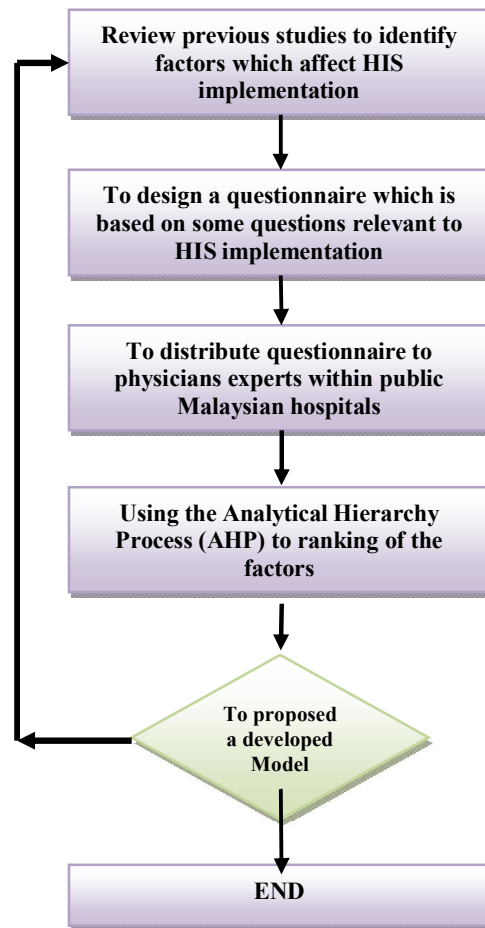 Review previous studies to identify
factors which affect HIS
implementation
To design a questionnaire which is
based on some questions relevant to
HIS implementation
To distribute questionnaire to
physicians experts within public
Malaysian hospitals
Using the Analytical Hierarchy
Process (AHP) to ranking of the
factors
To proposed
a developed
Model
END